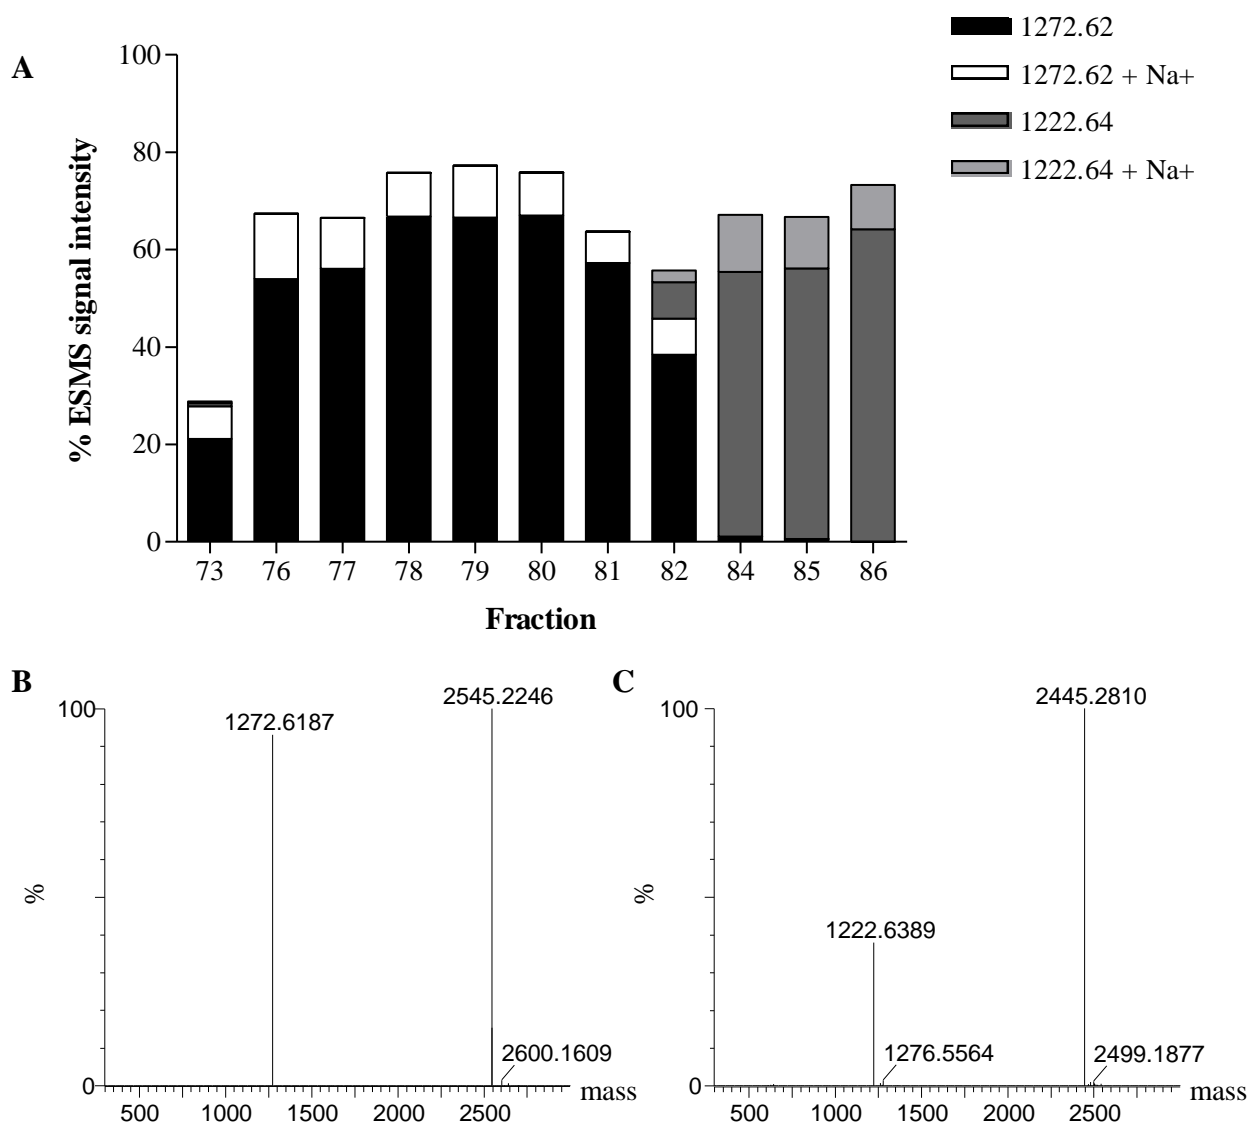 A
% ESMS signal intensity
100
80
60
40
20
0
73 76 77 78 79 80 81 82 84 85 86
Fraction
1272.62
1272.62 + Na+
1222.64
1222.64 + Na+
B
100
%
0
1272.6187
2545.2246
2600.1609
500 1000 1500 2000 2500
mass
C
100
%
0
1222.6389
1276.5564
2445.2810
2499.1877
500 1000 1500 2000 2500
mass